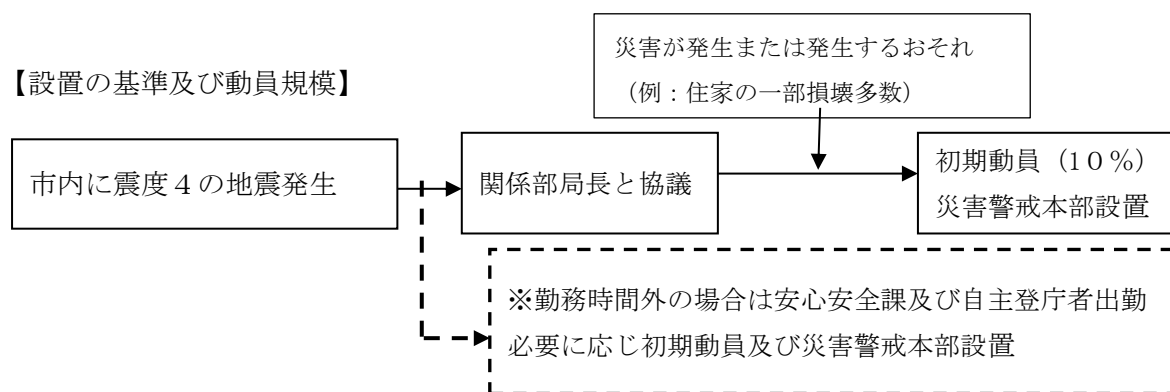 災害が発生または発生するおそれ
（例：住家の一部損壊多数）
【設置の基準及び動員規模】
市内に震度４の地震発生
関係部局長と協議
初期動員（10％）
災害警戒本部設置
※勤務時間外の場合は安心安全課及び自主登庁者出勤
必要に応じ初期動員及び災害警戒本部設置